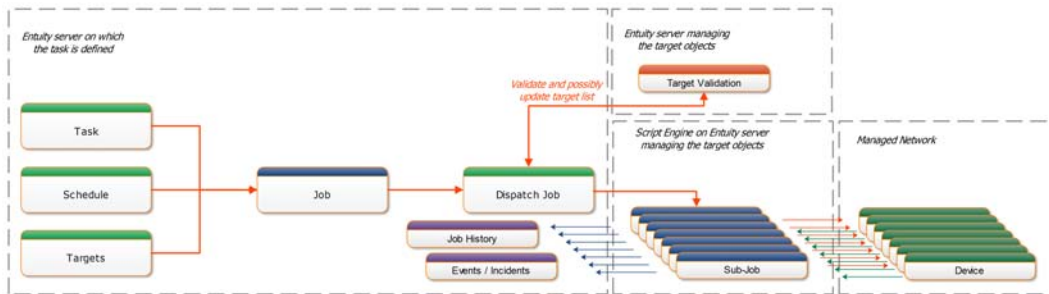 Entuity server on which
the task is defined
Entuity server managing
the target objects
Target Validation
Validate and possibly
update target list
Task
Schedule
Targets
Job
Dispatch Job
Job History
Events / Incidents
Script Engine on Entuity server
managing the target objects
Sub-Job
Managed Network
Device